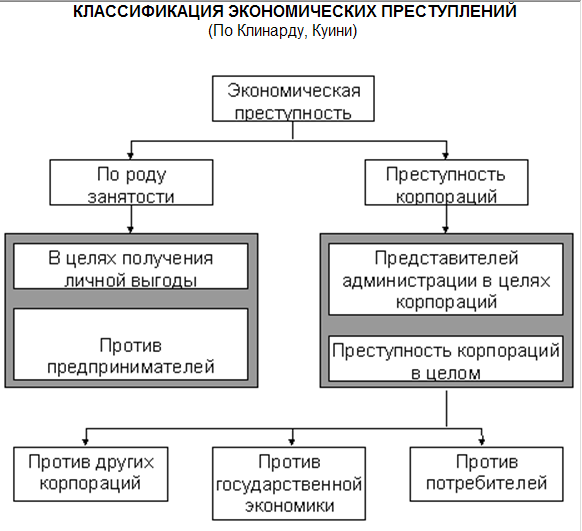 КЛАССИФИКАЦИЯ ЭКОНОМИЧЕСКИХ ПРЕСТУПЛЕНИЙ
(По Клинарду, Куини)
Экономическая
преступность
По роду
занятости
Преступность
корпораций
В целях получения
личной выгоды
Против
предпринимателей
Представителей
администрации в целях
корпораций
Преступность корпораций
в целом
Против других
корпораций
Против
государственной
экономики
Против
потребителей